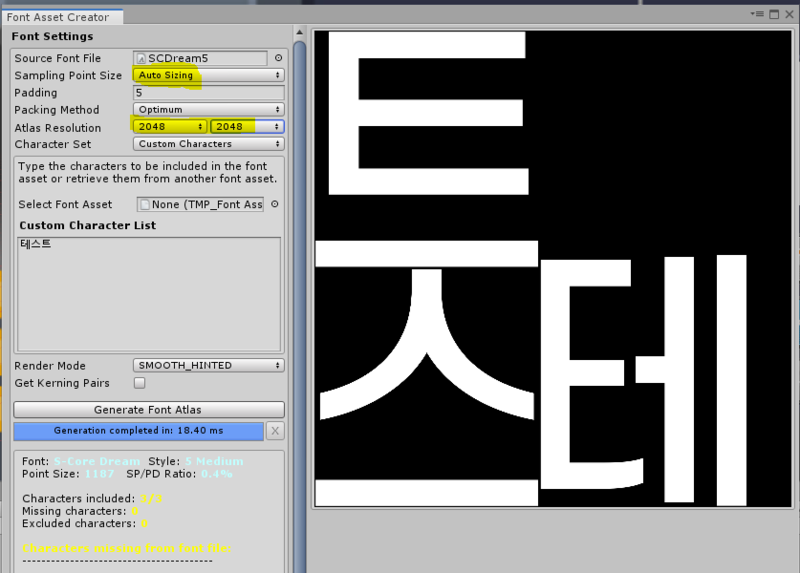 Font Asset Creator
Font Settings
Source Font File SCDream5
Sampling Point Size Auto Sizing
Padding 5
Packing Method Optimum
Atlas Resolution 2048 2048
Character Set Custom Characters
Type the characters to be included in the font
asset or retrieve them from another font asset.
Select Font Asset None (TMP_Font Ass
Custom Character List
테스트
Render Mode SMOOTH_HINTED
Get Kerning Pairs
Generate Font Atlas
Generation completed in: 18.40 ms X
Font: S-Core Dream Style: 5 Medium
Point Size: 1187 SP/PD Ratio: 0.4%
Characters included: 3/3
Missing characters: 0
Excluded characters: 0
Characters missing from font file:
----------------------------------------
트
스 테